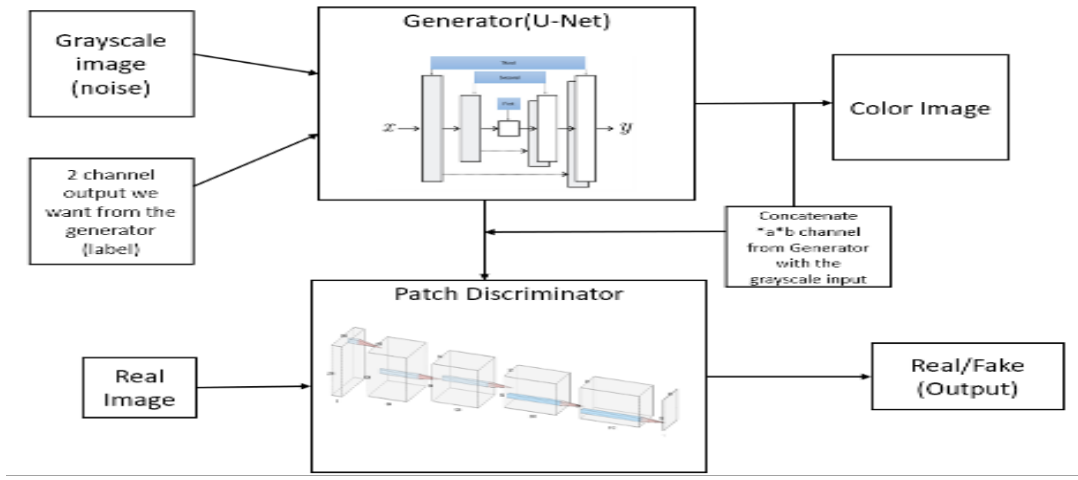 Generator(U-Net)
Grayscale
image
(noise)
2 channel
output we
want from the
generator
(label)
x
y
Color Image
Concatenate
*a*b channel
from Generator
with the
grayscale input
Patch Discriminator
Real
Image
Real/Fake
(Output)